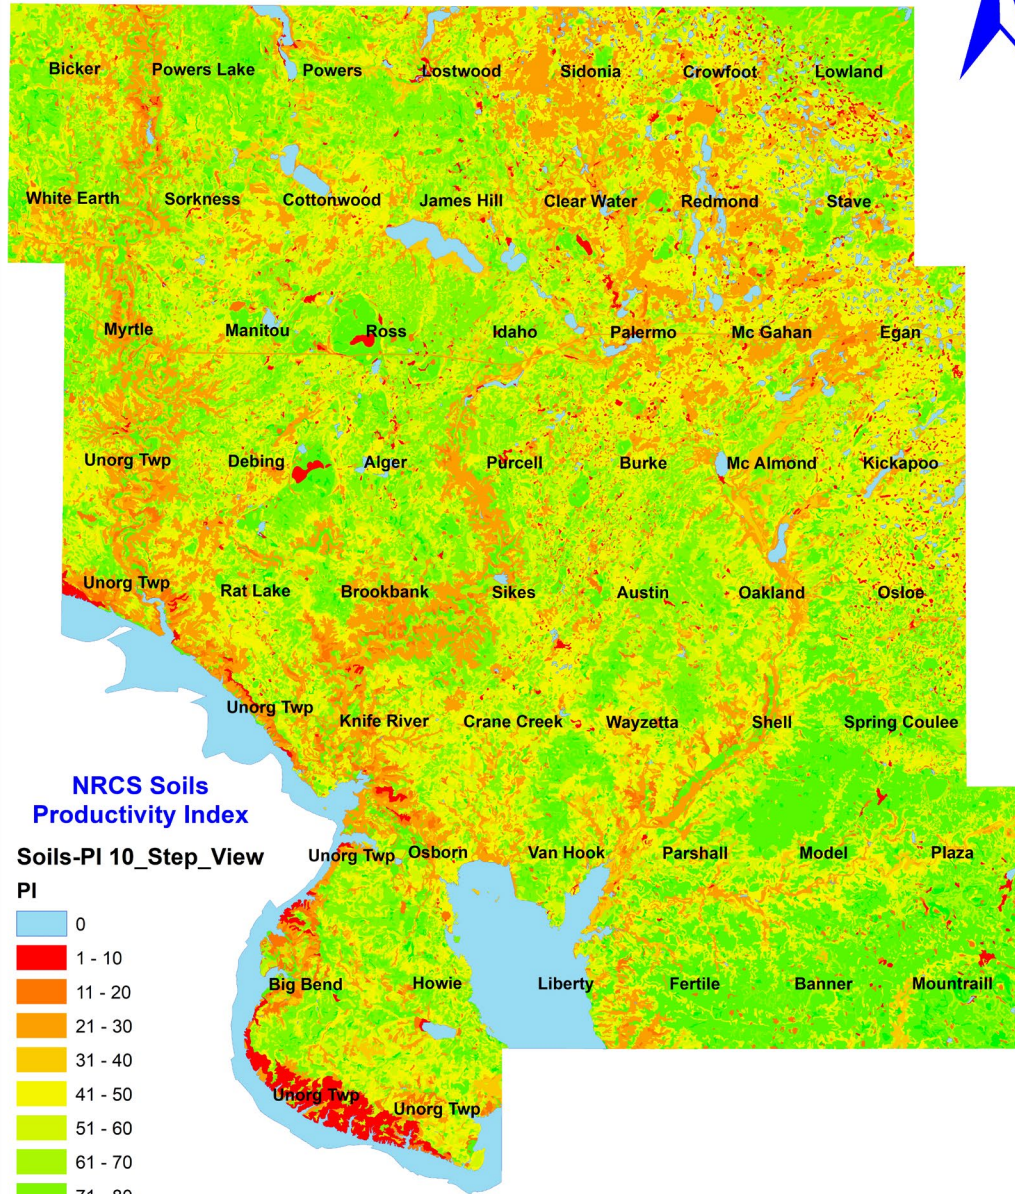 Bicker Powers Lake Powers Lostwood Sidonia Crowfoot Lowland
White Earth Sorkness Cottonwood James Hill Clear Water Redmond Stave
Myrtle Manitou Ross Idaho Palermo Mc Gahan Egan
Unorg Twp Debing Alger Purcell Burke Mc Almond Kickapoo
Unorg Twp Rat Lake Brookbank Sikes Austin Oakland Osloe
Unorg Twp Knife River Crane Creek Wayzetta Shell Spring Coulee
Unorg Twp Osborn Van Hook Parshall Model Plaza
Big Bend Howie Liberty Fertile Banner Mountraill
Unorg Twp Unorg Twp
NRCS Soils
Productivity Index
Soils-PI 10_Step_View
PI
0
1 - 10
11 - 20
21 - 30
31 - 40
41 - 50
51 - 60
61 - 70
71 - 80